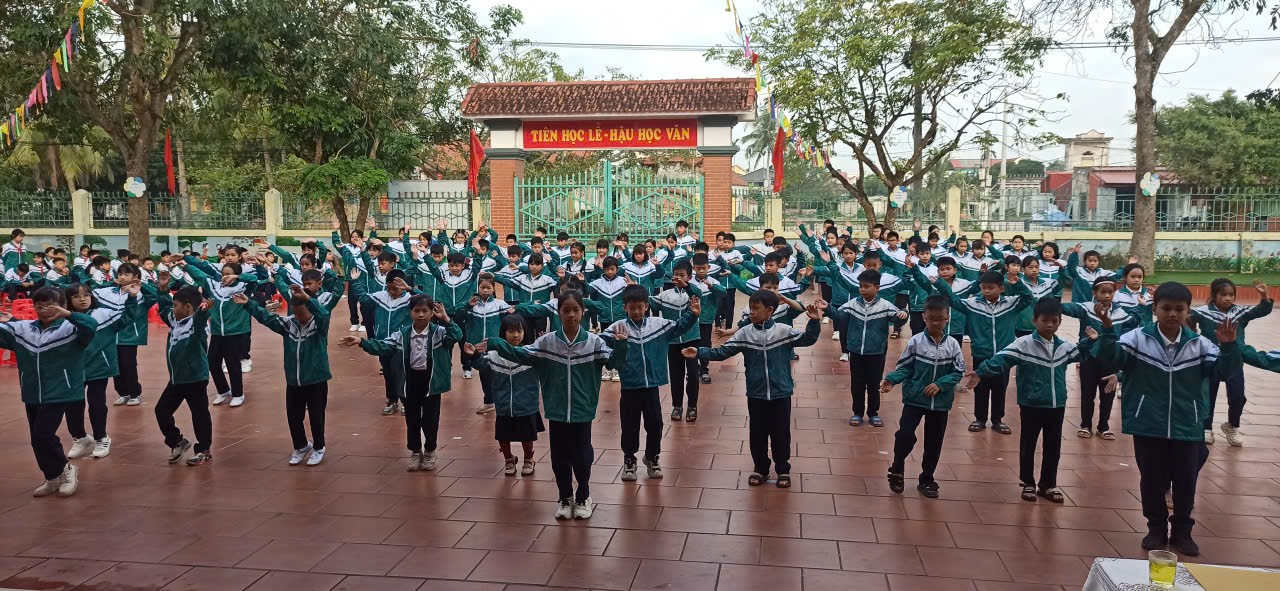 TIÊN HỌC LỄ - HẬU HỌC VĂN